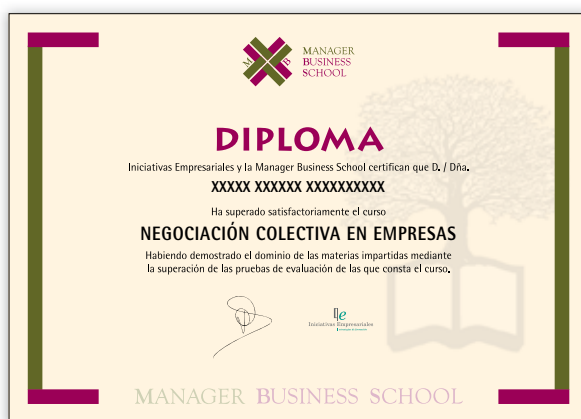 M B
MANAGER
BUSINESS
SCHOOL
DIPLOMA
Iniciativas Empresariales y la Manager Business School certifican que D. / Dña.
XXXXX XXXXXX XXXXXXXXXX
Ha superado satisfactoriamente el curso
NEGOCIACIÓN COLECTIVA EN EMPRESAS
Habiendo demostrado el dominio de las materias impartidas mediante
la superación de las pruebas de evaluación de las que consta el curso.
Ie
Iniciativas Empresariales
MANAGER BUSINESS SCHOOL